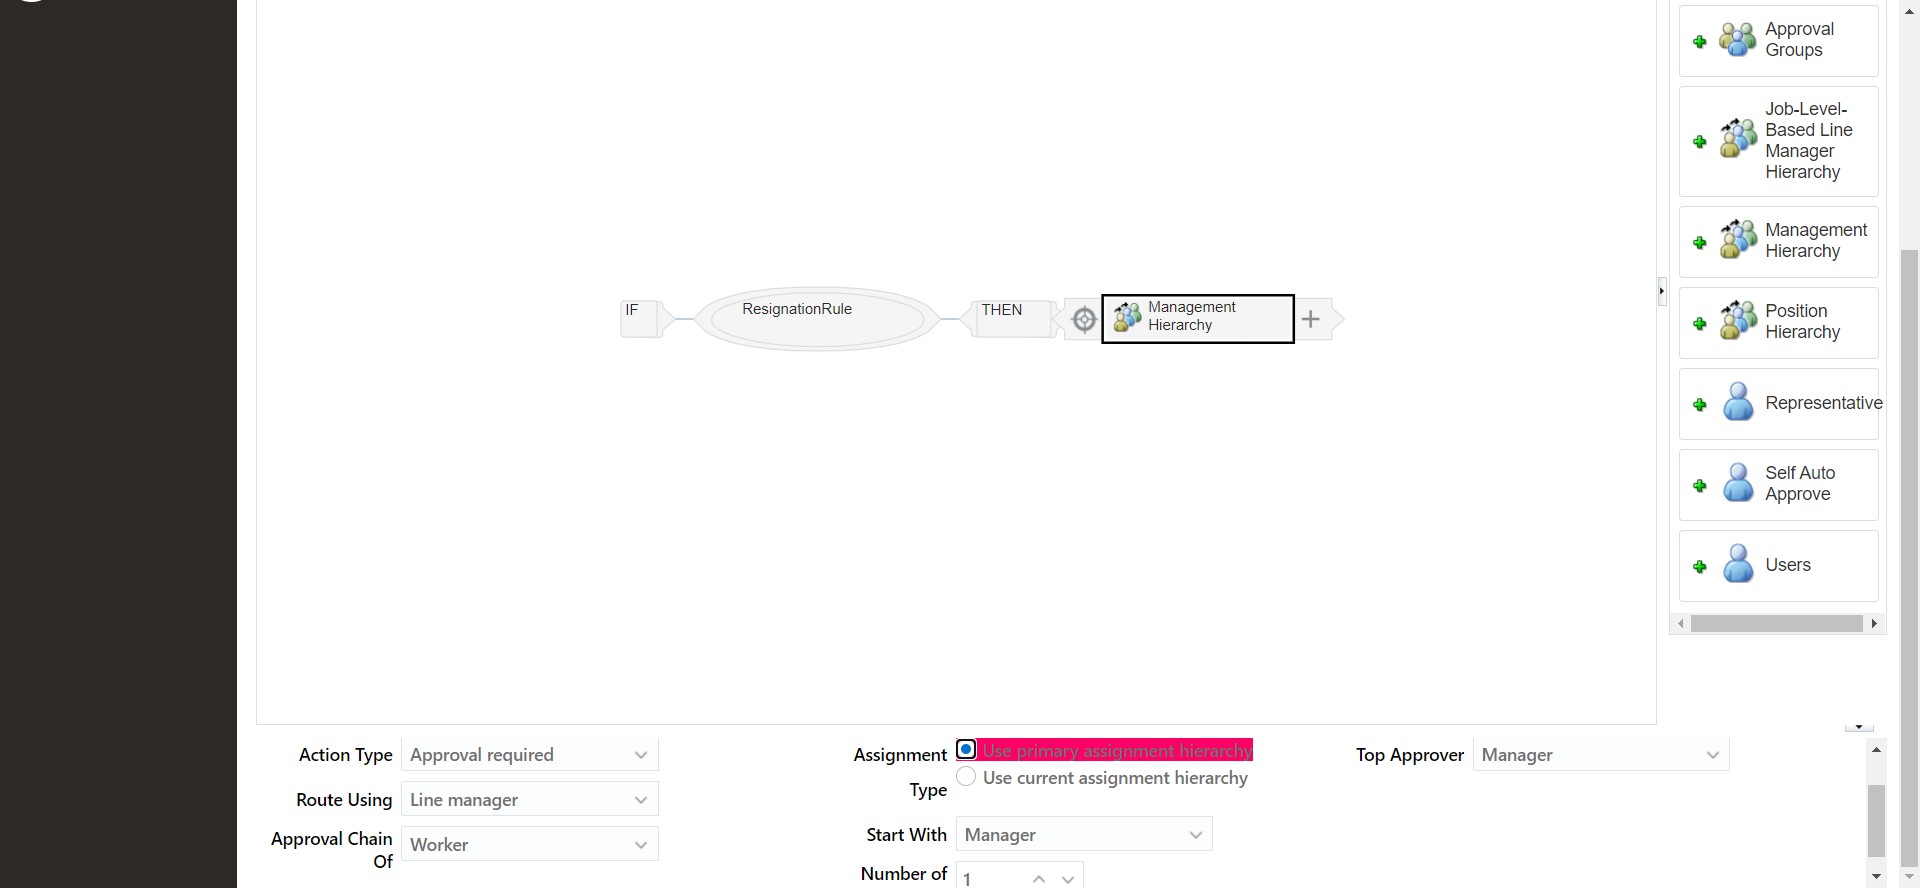 Approval
Groups
Job-Level-
Based Line
Manager
Hierarchy
Management
Hierarchy
Position
Hierarchy
Representative
Self Auto
Approve
Users
IF
ResignationRule
THEN
Management
Hierarchy
Action Type
Approval required
Route Using
Line manager
Approval Chain
Of
Worker
Assignment
Type
Use primary assignment hierarchy
Use current assignment hierarchy
Start With
Manager
Number of
1
Top Approver
Manager